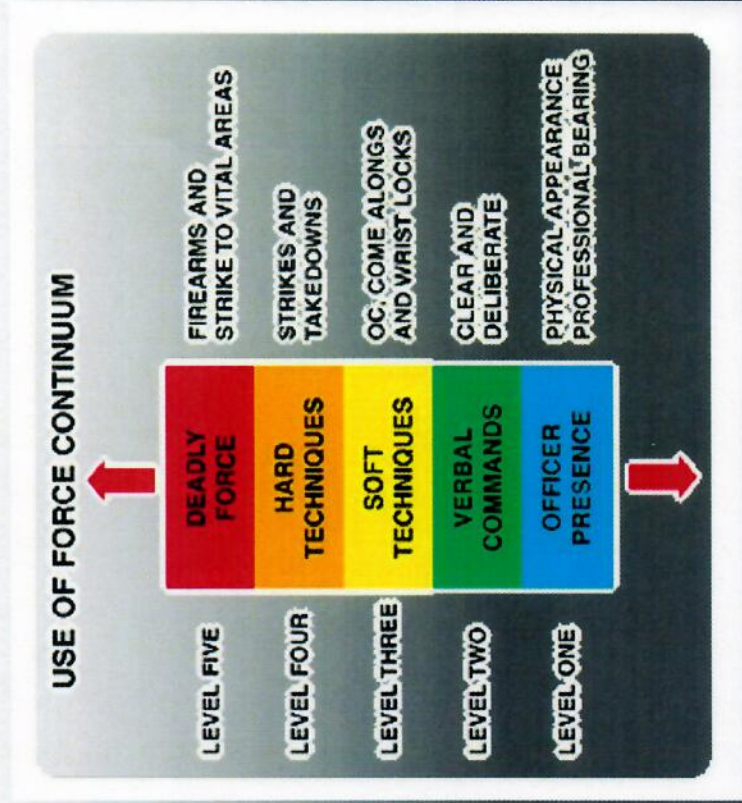 USE OF FORCE CONTINUUM
LEVEL FIVE
DEADLY
FORCE
FIREARMS AND
STRIKE TO VITAL AREAS
LEVEL FOUR
HARD
TECHNIQUES
STRIKES AND
TAKEDOWNS
LEVEL THREE
SOFT
TECHNIQUES
OC, COME ALONGS
AND WRIST LOCKS
LEVEL TWO
VERBAL
COMMANDS
CLEAR AND
DELIBERATE
LEVEL ONE
OFFICER
PRESENCE
PHYSICAL APPEARANCE
PROFESSIONAL BEARING